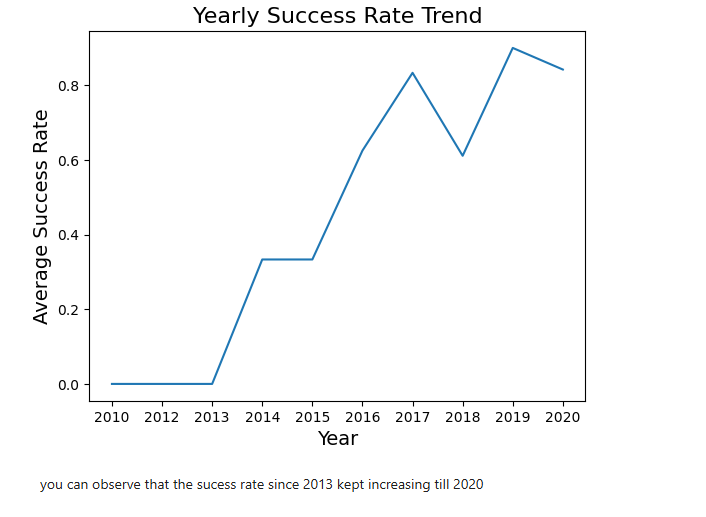 Yearly Success Rate Trend
Average Success Rate
0.8
0.6
0.4
0.2
0.0
2010 2012 2013 2014 2015 2016 2017 2018 2019 2020
Year
you can observe that the sucess rate since 2013 kept increasing till 2020